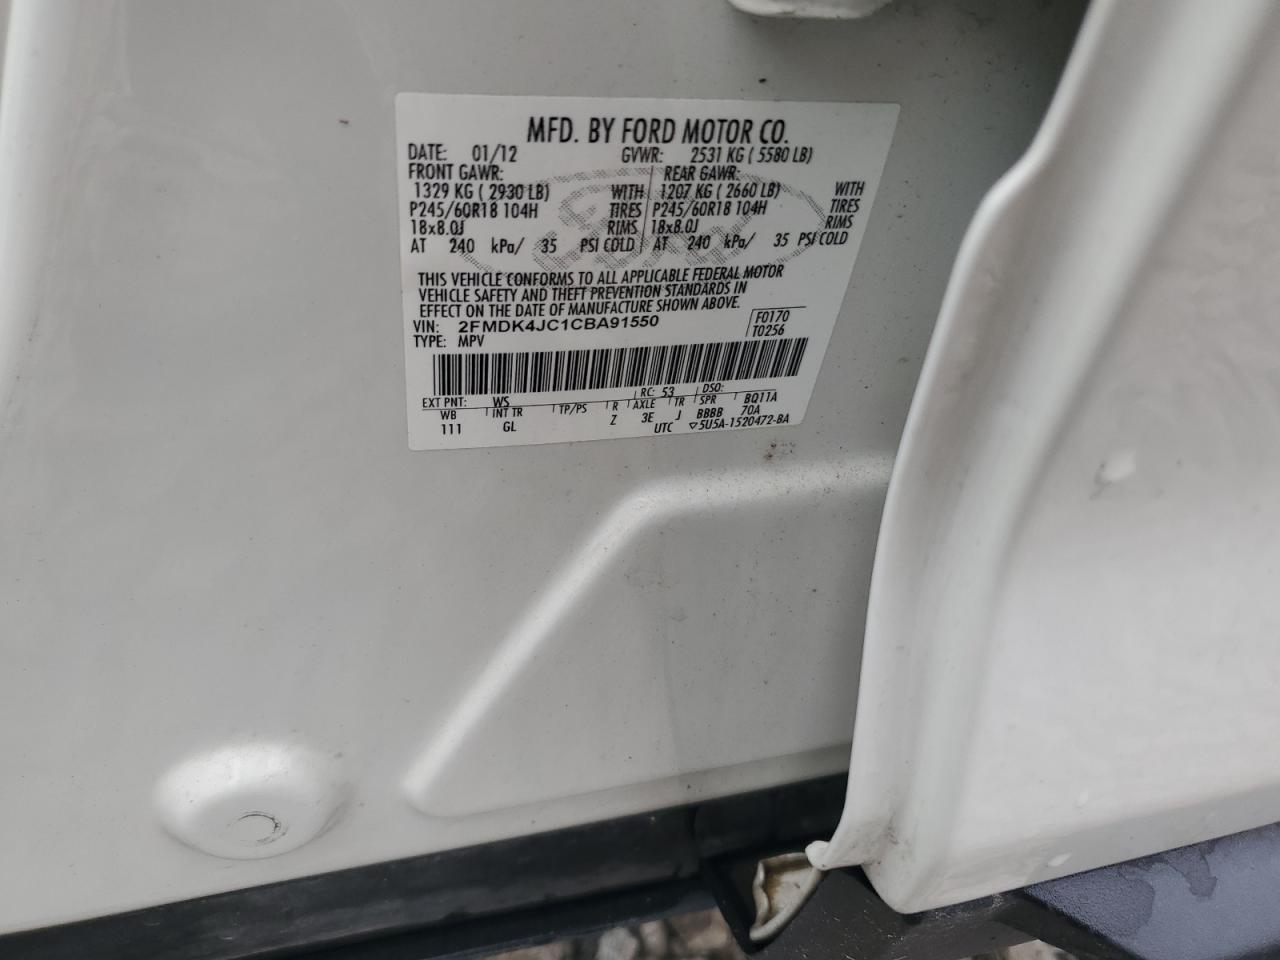 MFD. BY FORD MOTOR CO.
DATE: 01/12 GVWR: 2531 KG ( 5580 LB)
FRONT GAWR: REAR GAWR:
1329 KG ( 2930 LB) WITH 1207 KG ( 2660 LB) WITH
P245/60R18 104H TIRES P245/60R18 104H TIRES
18x8.0J RIMS 18x8.0J RIMS
AT 240 kPa/ 35 PSI COLD AT 240 kPa/ 35 PSI COLD
Ford
THIS VEHICLE CONFORMS TO ALL APPLICABLE FEDERAL MOTOR
VEHICLE SAFETY AND THEFT PREVENTION STANDARDS IN
EFFECT ON THE DATE OF MANUFACTURE SHOWN ABOVE.
VIN: 2FMDK4JC1CBA91550 F0170
TYPE: MPV T0256
EXT PNT: WS RC: 53 DSO:
WB INT TR TP/PS R AXLE TR SPR BQ11A
111 GL Z 3E J BBBB 70A
UTC ▽5U5A-1520472-BA